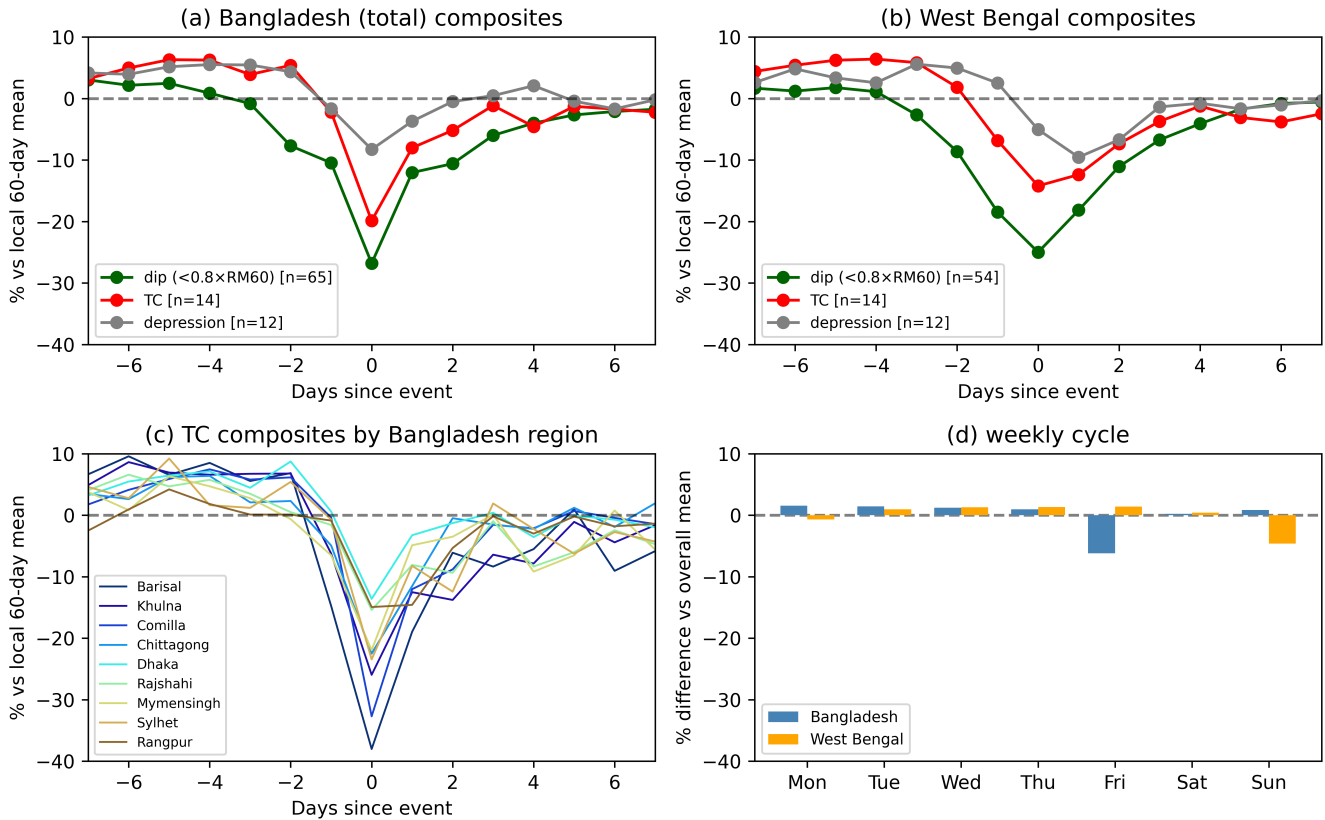 (a) Bangladesh (total) composites
% vs local 60-day mean
10
0
−10
−20
−30
−40
dip (<0.8×RM60) [n=65]
TC [n=14]
depression [n=12]
−6 −4 −2 0 2 4 6
Days since event
(b) West Bengal composites
% vs local 60-day mean
10
0
−10
−20
−30
−40
dip (<0.8×RM60) [n=54]
TC [n=14]
depression [n=12]
−6 −4 −2 0 2 4 6
Days since event
(c) TC composites by Bangladesh region
% vs local 60-day mean
10
0
−10
−20
−30
−40
Barisal
Khulna
Comilla
Chittagong
Dhaka
Rajshahi
Mymensingh
Sylhet
Rangpur
−6 −4 −2 0 2 4 6
Days since event
(d) weekly cycle
% difference vs overall mean
10
0
−10
−20
−30
−40
Bangladesh
West Bengal
Mon Tue Wed Thu Fri Sat Sun